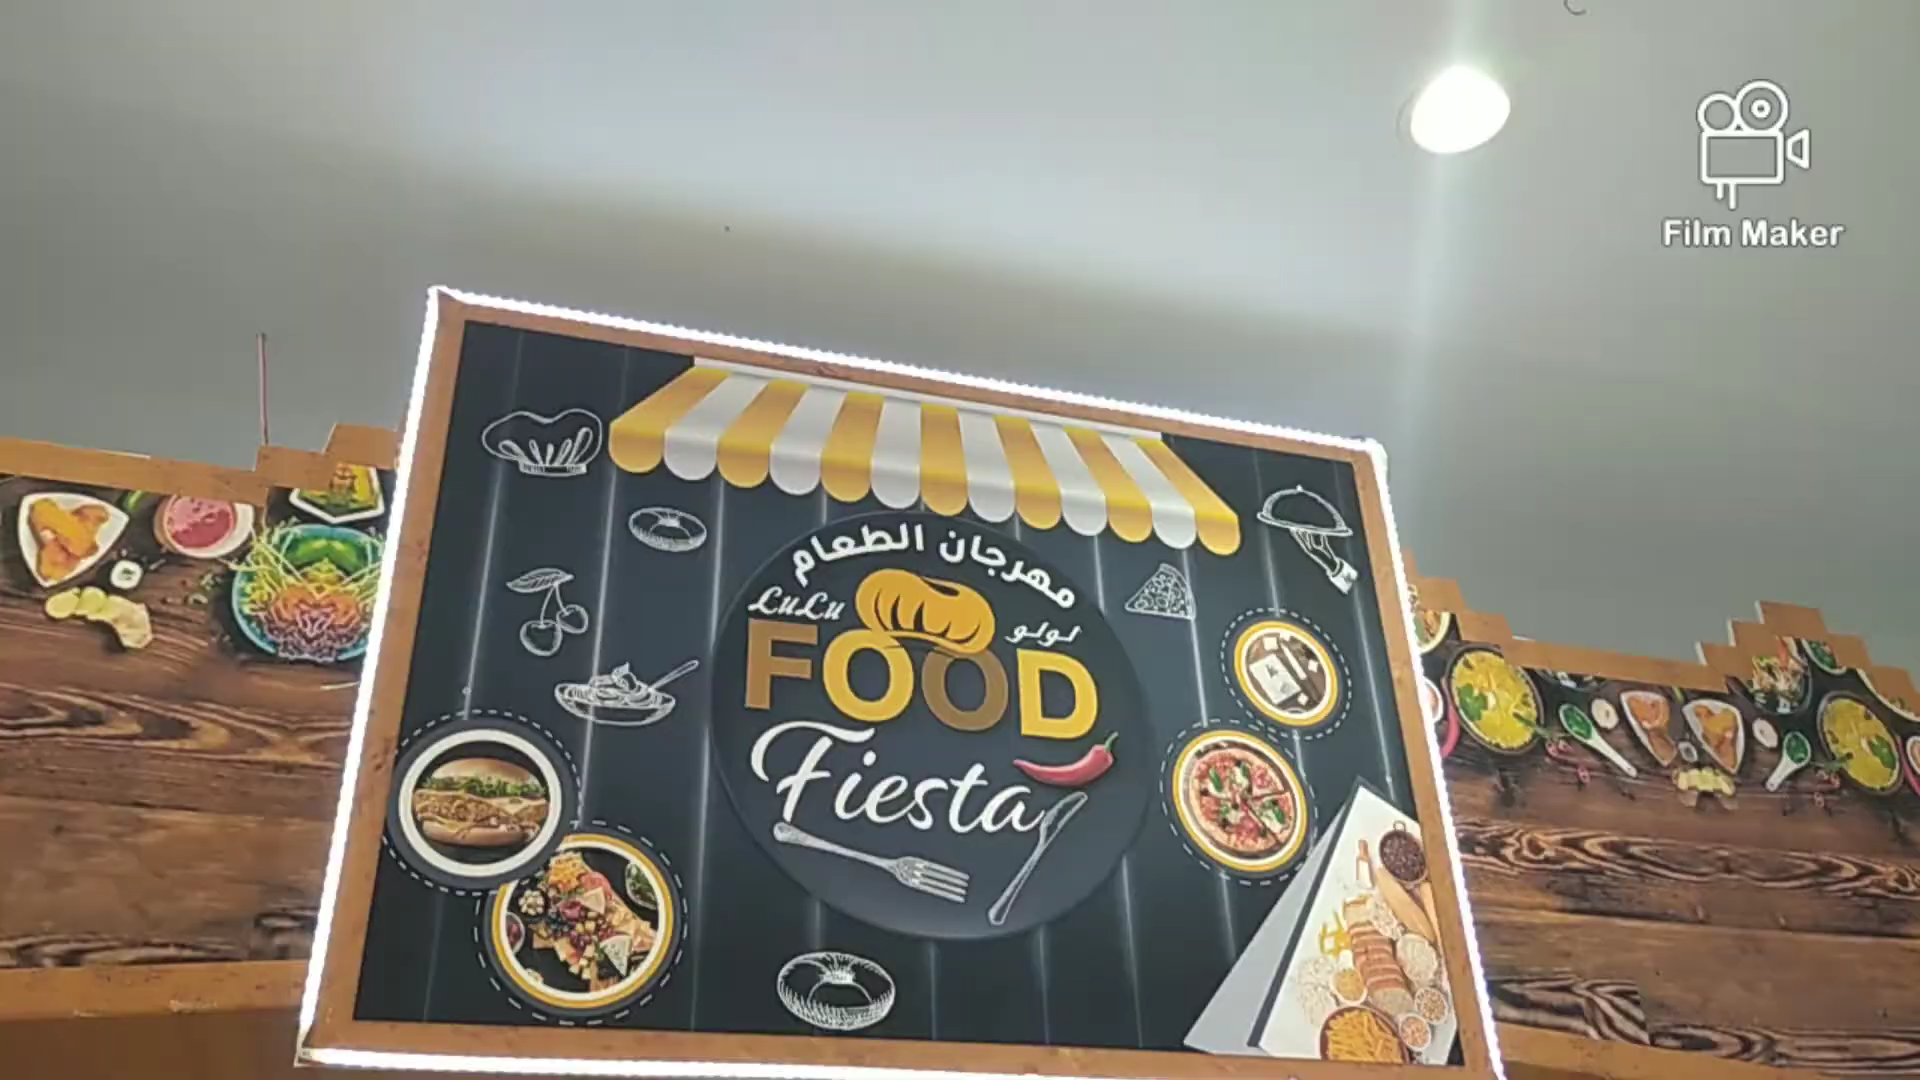 Film Maker
مهرجان الطعام
LuLu
لولو
FOOD
Fiesta